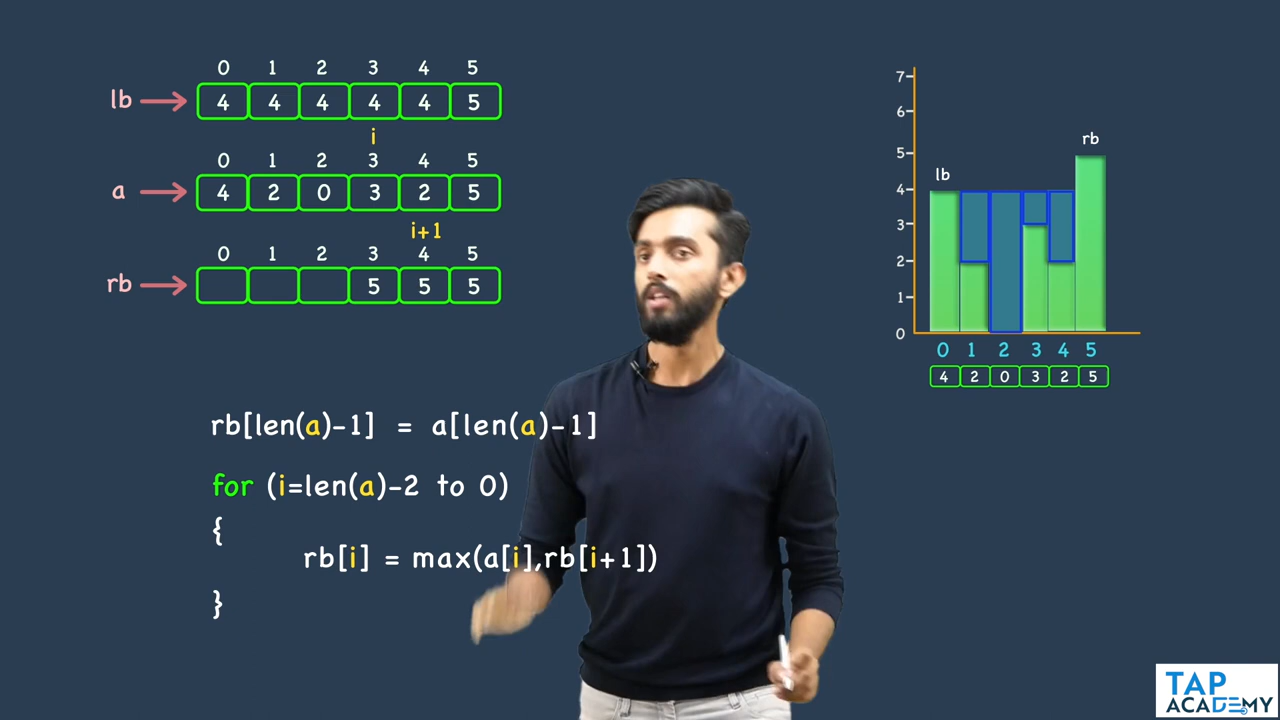 0 1 2 3 4 5
lb 4 4 4 4 4 5
i
0 1 2 3 4 5
a 4 2 0 3 2 5
i+1
0 1 2 3 4 5
rb 5 5 5
rb[len(a)-1] = a[len(a)-1]
for (i=len(a)-2 to 0)
{
rb[i] = max(a[i],rb[i+1])
}
7
6
5
4
3
2
1
0
lb
rb
0 1 2 3 4 5
4 2 0 3 2 5
TAP
ACADEMY